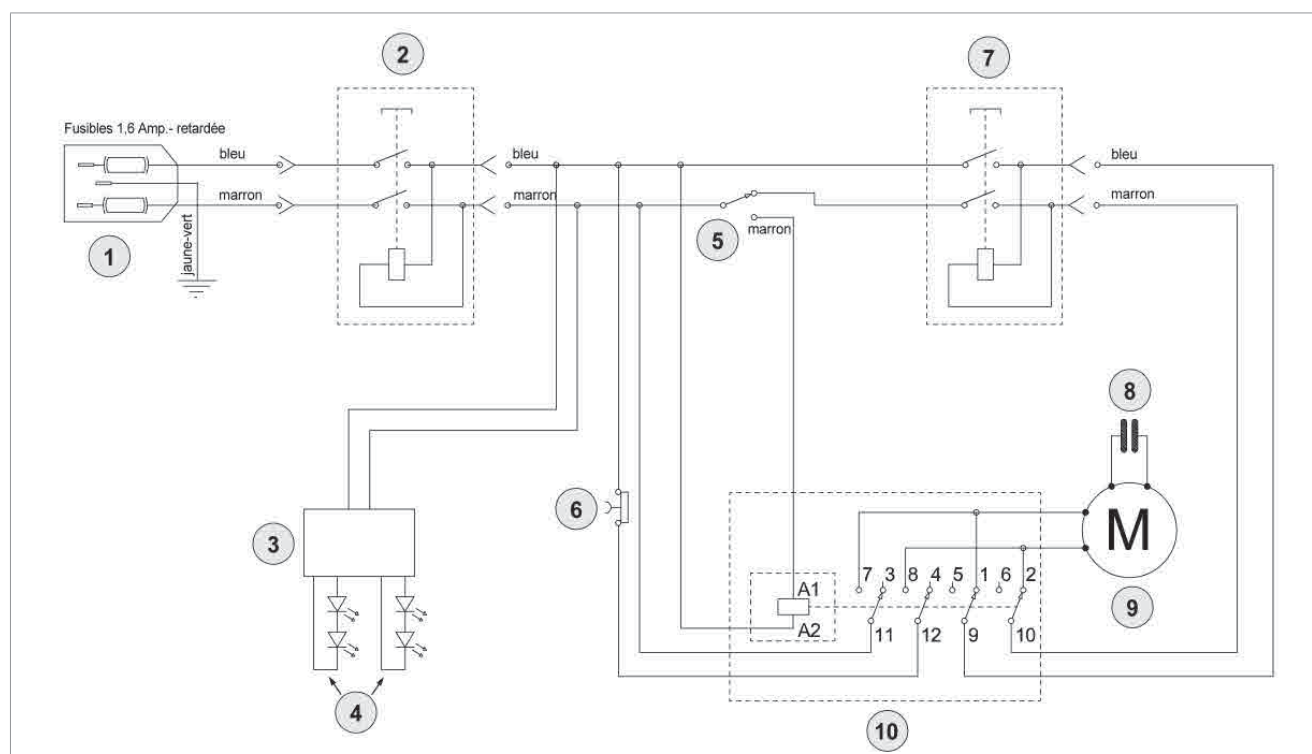 2
7
Fusibles 1,6 Amp.- retardée
bleu
bleu
bleu
marron
marron
marron
marron
1
jaune-vert
5
8
6
3
M
7 3 8 4 5 1 6 2
A1
A2
11 12 9 10
9
4
10